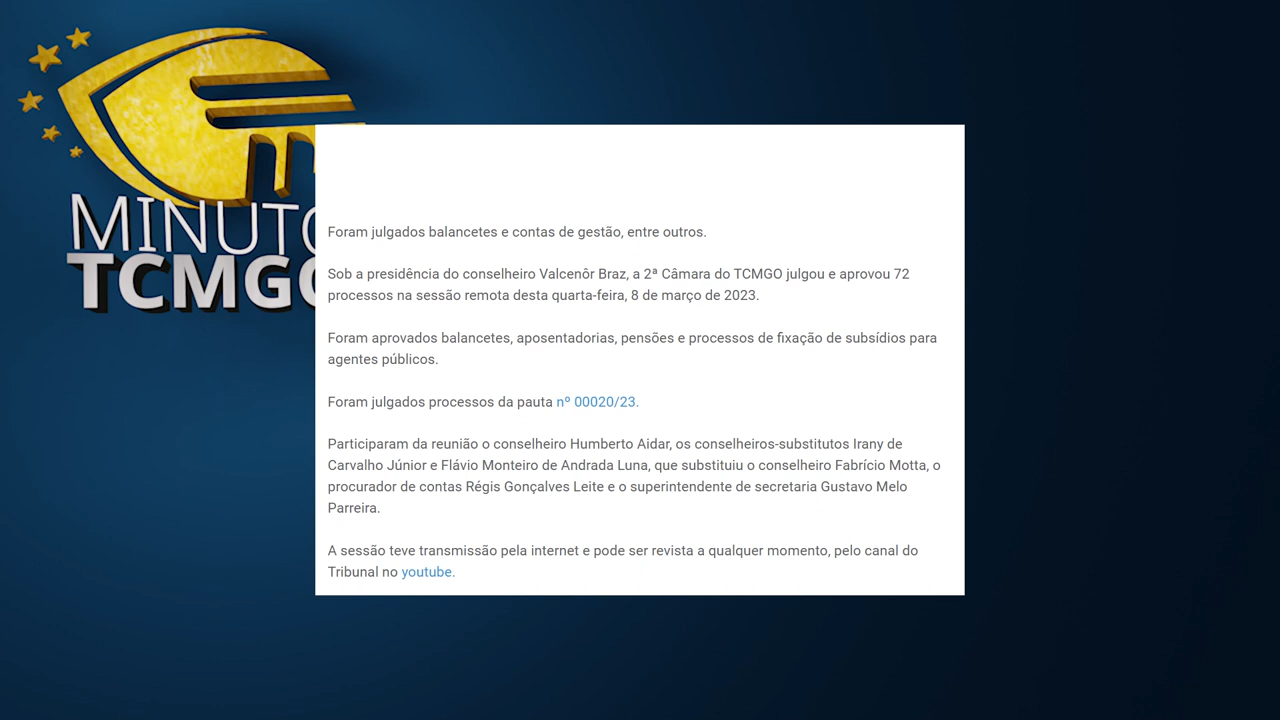 MINUTO
TCMGO
Foram julgados balancetes e contas de gestão, entre outros.
Sob a presidência do conselheiro Valcenôr Braz, a 2ª Câmara do TCMGO julgou e aprovou 72
processos na sessão remota desta quarta-feira, 8 de março de 2023.
Foram aprovados balancetes, aposentadorias, pensões e processos de fixação de subsídios para
agentes públicos.
Foram julgados processos da pauta nº 00020/23.
Participaram da reunião o conselheiro Humberto Aidar, os conselheiros-substitutos Irany de
Carvalho Júnior e Flávio Monteiro de Andrada Luna, que substituiu o conselheiro Fabrício Motta, o
procurador de contas Régis Gonçalves Leite e o superintendente de secretaria Gustavo Melo
Parreira.
A sessão teve transmissão pela internet e pode ser revista a qualquer momento, pelo canal do
Tribunal no youtube.